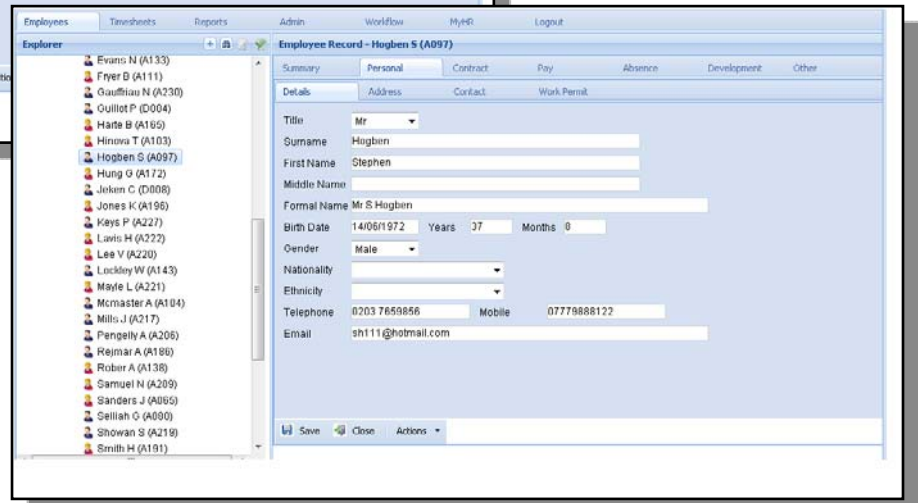 Employees Timesheets Reports Admin Workflow MyHR Logout
Explorer
Evans N (A133)
Fryer B (A111)
Gauffriau N (A230)
Guillot P (D004)
Harte B (A165)
Hinova T (A103)
Hogben S (A097)
Hung G (A172)
Jeken C (D008)
Jones K (A196)
Keys P (A227)
Lavis H (A222)
Lee V (A220)
Lockley W (A143)
Mayle L (A221)
Mcmaster A (A104)
Mills J (A217)
Pengelly A (A206)
Rejmar A (A186)
Rober A (A138)
Samuel N (A209)
Sanders J (A065)
Selliah G (A080)
Showan S (A219)
Smith H (A191)
Employee Record - Hogben S (A097)
Summary Personal Contract Pay Absence Development Other
Details Address Contact Work Permit
Title Mr
Surname Hogben
First Name Stephen
Middle Name
Formal Name Mr S Hogben
Birth Date 14/06/1972 Years 37 Months 8
Gender Male
Nationality
Ethnicity
Telephone 0203 7659856 Mobile 07779888122
Email sh111@hotmail.com
Save Close Actions